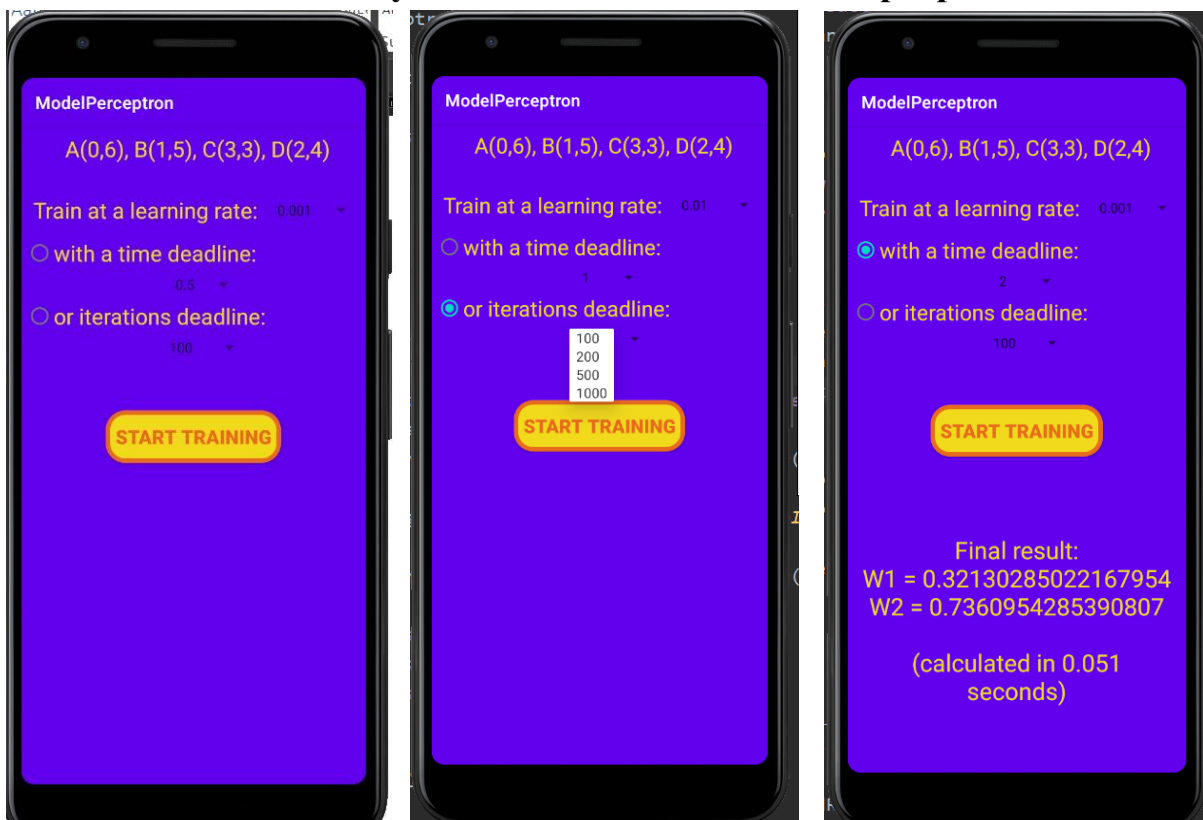 ModelPerceptron
A(0,6), B(1,5), C(3,3), D(2,4)
Train at a learning rate: 0.001
with a time deadline:
0.5
or iterations deadline:
100
START TRAINING
ModelPerceptron
A(0,6), B(1,5), C(3,3), D(2,4)
Train at a learning rate: 0.01
with a time deadline:
1
or iterations deadline:
100
200
500
1000
START TRAINING
ModelPerceptron
A(0,6), B(1,5), C(3,3), D(2,4)
Train at a learning rate: 0.001
with a time deadline:
2
or iterations deadline:
100
START TRAINING
Final result:
W1 = 0.32130285022167954
W2 = 0.7360954285390807
(calculated in 0.051
seconds)